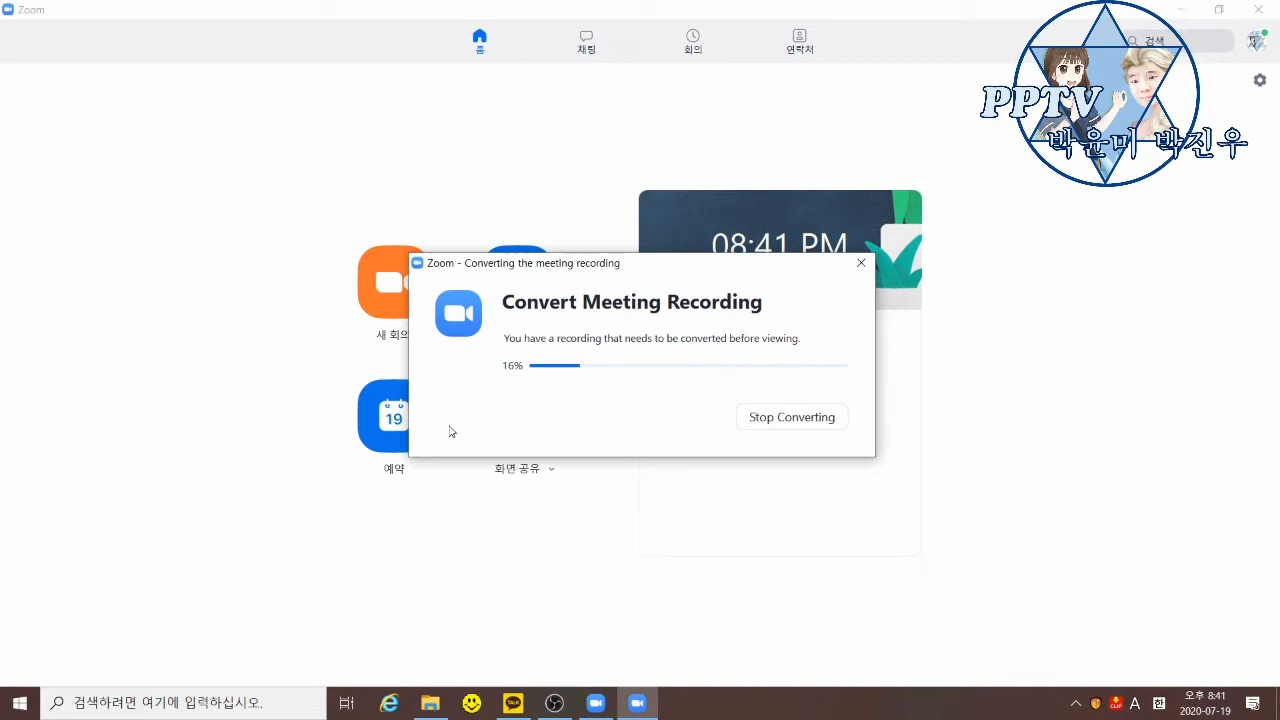 Zoom
홈
채팅
회의
연락처
검색
PPTV
박윤미 박진우
08:41 PM
Zoom - Converting the meeting recording
Convert Meeting Recording
You have a recording that needs to be converted before viewing.
16%
Stop Converting
새 회의
19
예약
화면 공유
검색하려면 여기에 입력하십시오.
TALK
CLIP
A
한
오후 8:41
2020-07-19